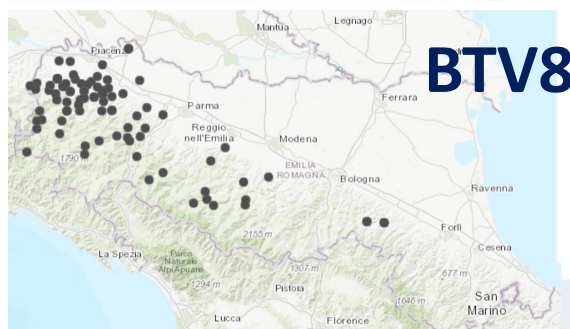 Mantua
Legnago
Piacenza
BTV8
Po
Ferrara
Parma
Reggio
nell'Emilia
Modena
1790 m
EMILIA
ROMAGNA
Bologna
Ravenna
2155 m
Forlì
Cesena
La Spezia
Parco
Naturale
Alpi Apuane
1307 m
677 m
1294 m
Pistoia
1646 m
San
Marino
Lucca
Florence